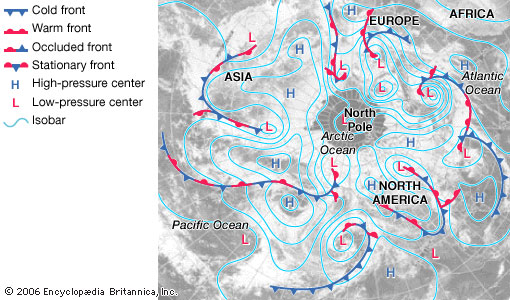 Cold front
Warm front
Occluded front
Stationary front
H High-pressure center
L Low-pressure center
Isobar
AFRICA
EUROPE
H
L
H
L
L
ASIA
H
L
H
L
L
Atlantic
Ocean
North
Pole
L
L
L
Arctic
Ocean
L
H
L
L
H
NORTH
AMERICA
H
H
Pacific Ocean
L
L
L
H
© 2006 Encyclopædia Britannica, Inc.